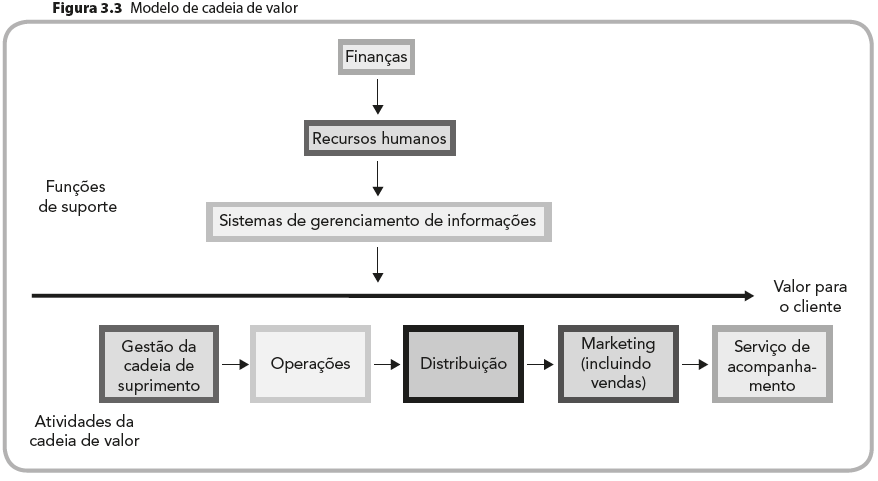 Figura 3.3 Modelo de cadeia de valor
Finanças
Recursos humanos
Funções
de suporte
Sistemas de gerenciamento de informações
Valor para
o cliente
Gestão da
cadeia de
suprimento
Operações
Distribuição
Marketing
(incluindo
vendas)
Serviço de
acompanha-
mento
Atividades da
cadeia de valor